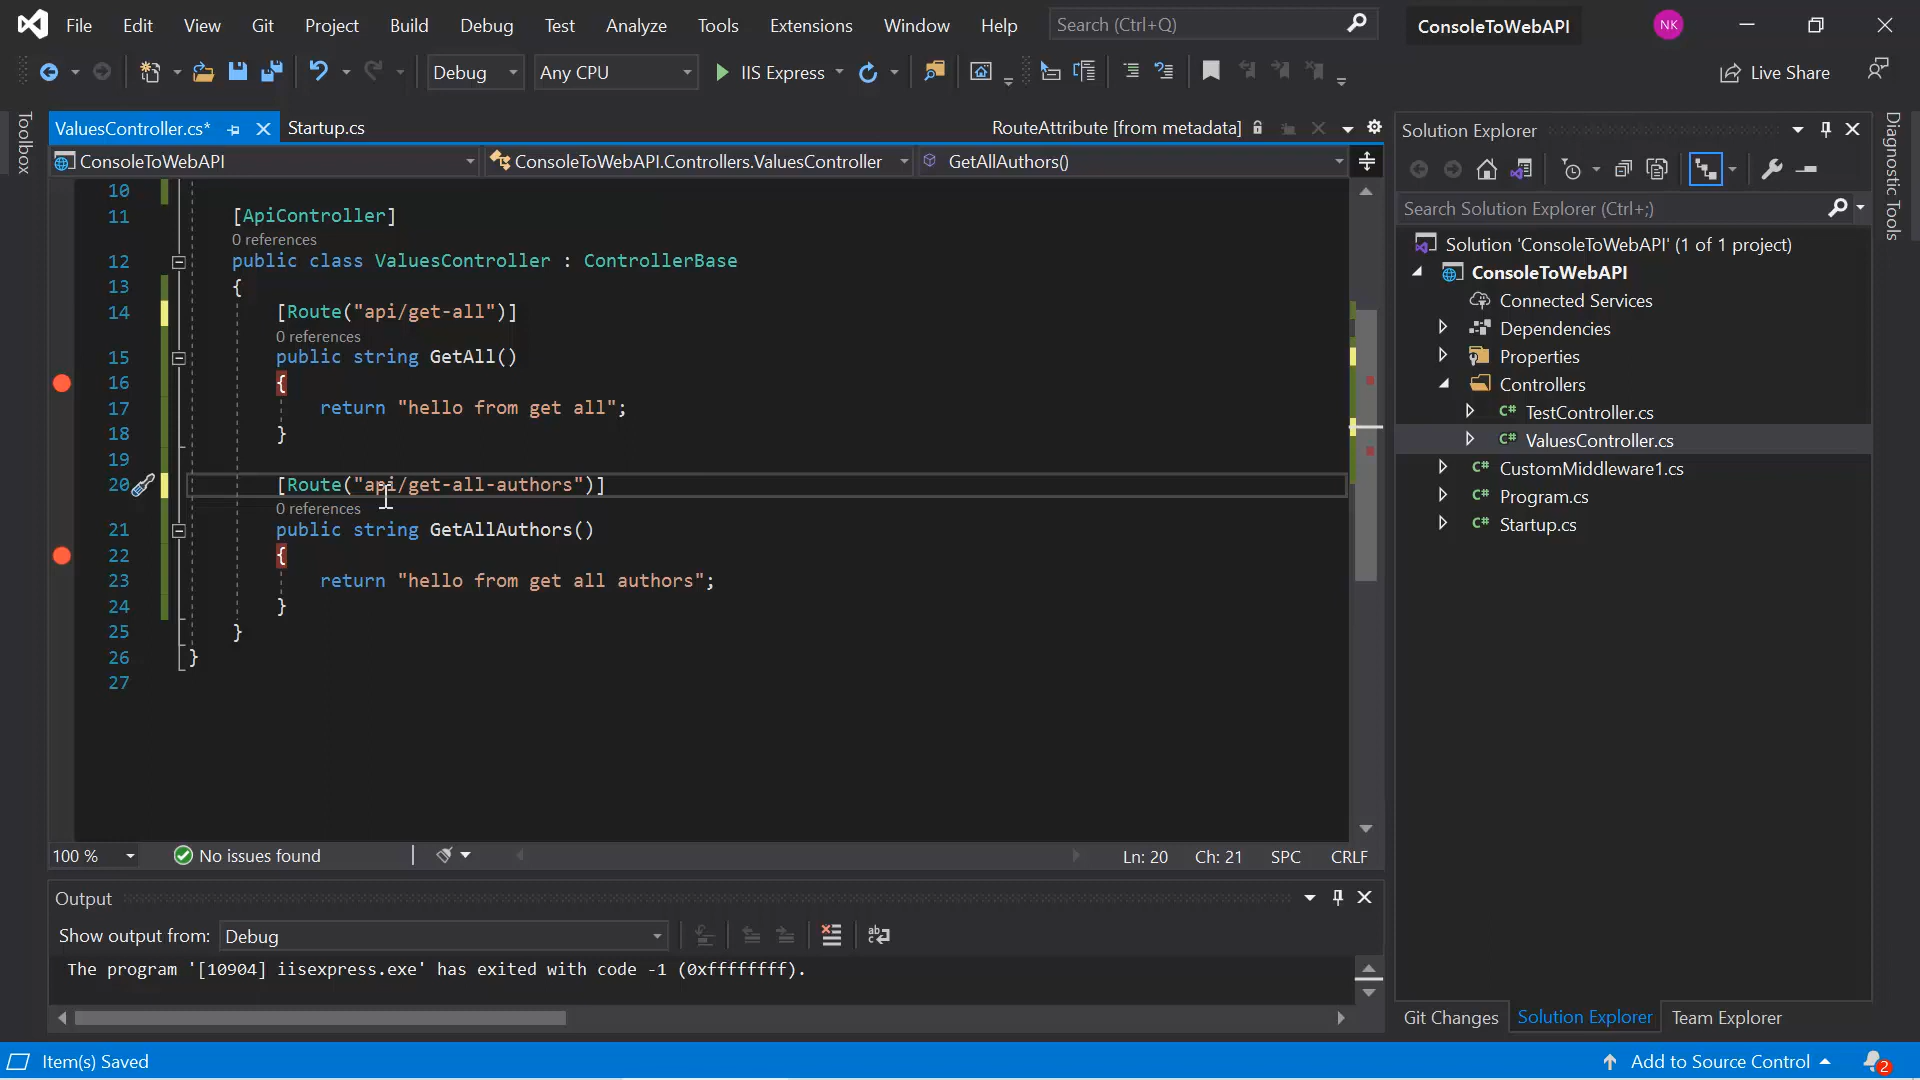 File Edit View Git Project Build Debug Test Analyze Tools Extensions Window Help Search (Ctrl+Q) ConsoleToWebAPI NK
Debug Any CPU IIS Express Live Share
Toolbox
ValuesController.cs* Startup.cs RouteAttribute [from metadata]
ConsoleToWebAPI ConsoleToWebAPI.Controllers.ValuesController GetAllAuthors()
10
11 [ApiController]
0 references
12 public class ValuesController : ControllerBase
13 {
14 [Route("api/get-all")]
0 references
15 public string GetAll()
16 {
17 return "hello from get all";
18 }
19
20 [Route("api/get-all-authors")]
0 references
21 public string GetAllAuthors()
22 {
23 return "hello from get all authors";
24 }
25 }
26 }
27
100 % No issues found Ln: 20 Ch: 21 SPC CRLF
Output
Show output from: Debug
The program '[10904] iisexpress.exe' has exited with code -1 (0xffffffff).
Solution Explorer
Search Solution Explorer (Ctrl+;)
Solution 'ConsoleToWebAPI' (1 of 1 project)
ConsoleToWebAPI
Connected Services
Dependencies
Properties
Controllers
C# TestController.cs
C# ValuesController.cs
C# CustomMiddleware1.cs
C# Program.cs
C# Startup.cs
Git Changes Solution Explorer Team Explorer
Diagnostic Tools
Item(s) Saved Add to Source Control 2